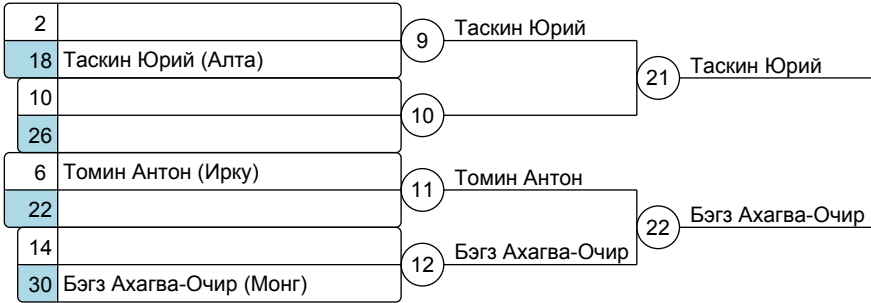 2
9 Таскин Юрий
18 Таскин Юрий (Алта)
21 Таскин Юрий
10
10
26
6 Томин Антон (Ирку)
11 Томин Антон
22
22 Бэгз Ахагва-Очир
14
12 Бэгз Ахагва-Очир
30 Бэгз Ахагва-Очир (Монг)